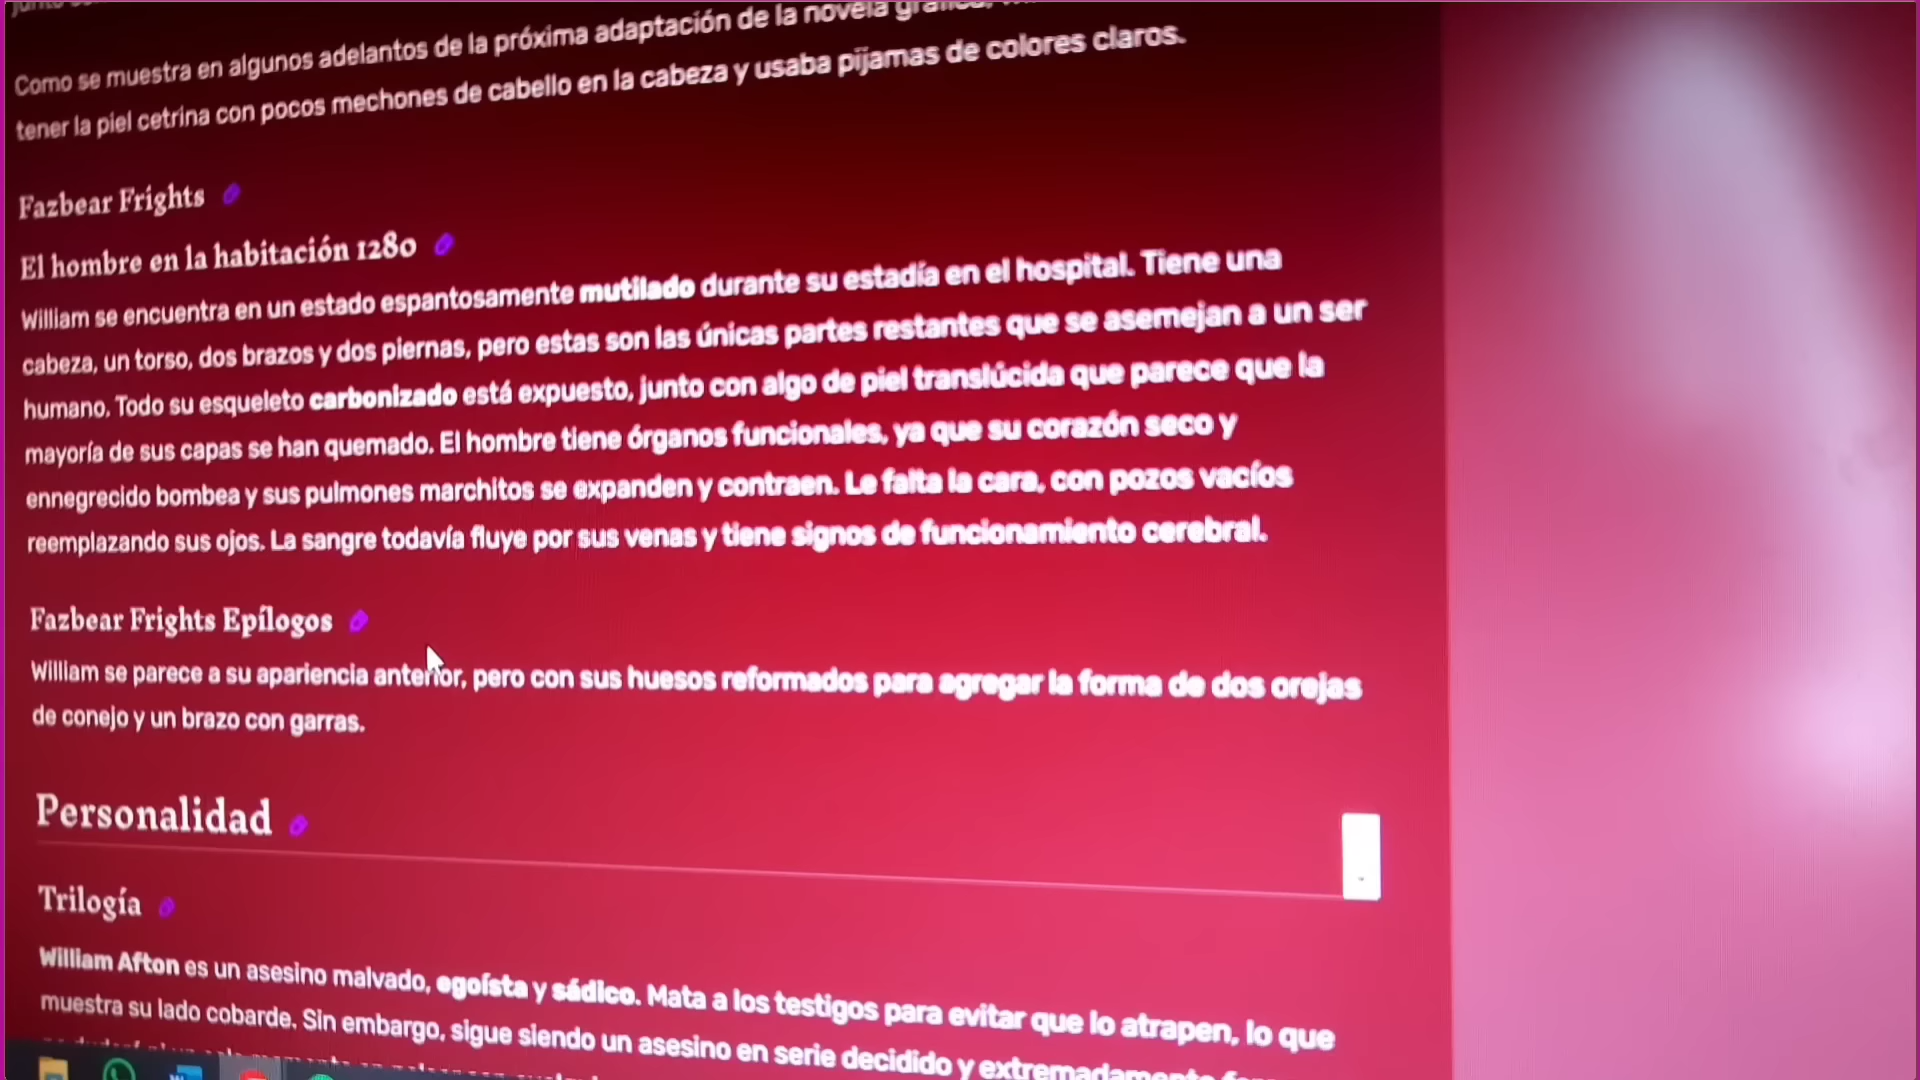 Como se muestra en algunos adelantos de la próxima adaptación de la novela gráfica,
tener la piel cetrina con pocos mechones de cabello en la cabeza y usaba pijamas de colores claros.
Fazbear Frights
El hombre en la habitación 1280
William se encuentra en un estado espantosamente mutilado durante su estadía en el hospital. Tiene una
cabeza, un torso, dos brazos y dos piernas, pero estas son las únicas partes restantes que se asemejan a un ser
humano. Todo su esqueleto carbonizado está expuesto, junto con algo de piel translúcida que parece que la
mayoría de sus capas se han quemado. El hombre tiene órganos funcionales, ya que su corazón seco y
ennegrecido bombea y sus pulmones marchitos se expanden y contraen. Le falta la cara, con pozos vacíos
reemplazando sus ojos. La sangre todavía fluye por sus venas y tiene signos de funcionamiento cerebral.
Fazbear Frights Epílogos
William se parece a su apariencia anterior, pero con sus huesos reformados para agregar la forma de dos orejas
de conejo y un brazo con garras.
Personalidad
Trilogía
William Afton es un asesino malvado, egoísta y sádico. Mata a los testigos para evitar que lo atrapen, lo que
muestra su lado cobarde. Sin embargo, sigue siendo un asesino en serie decidido y extremadamente